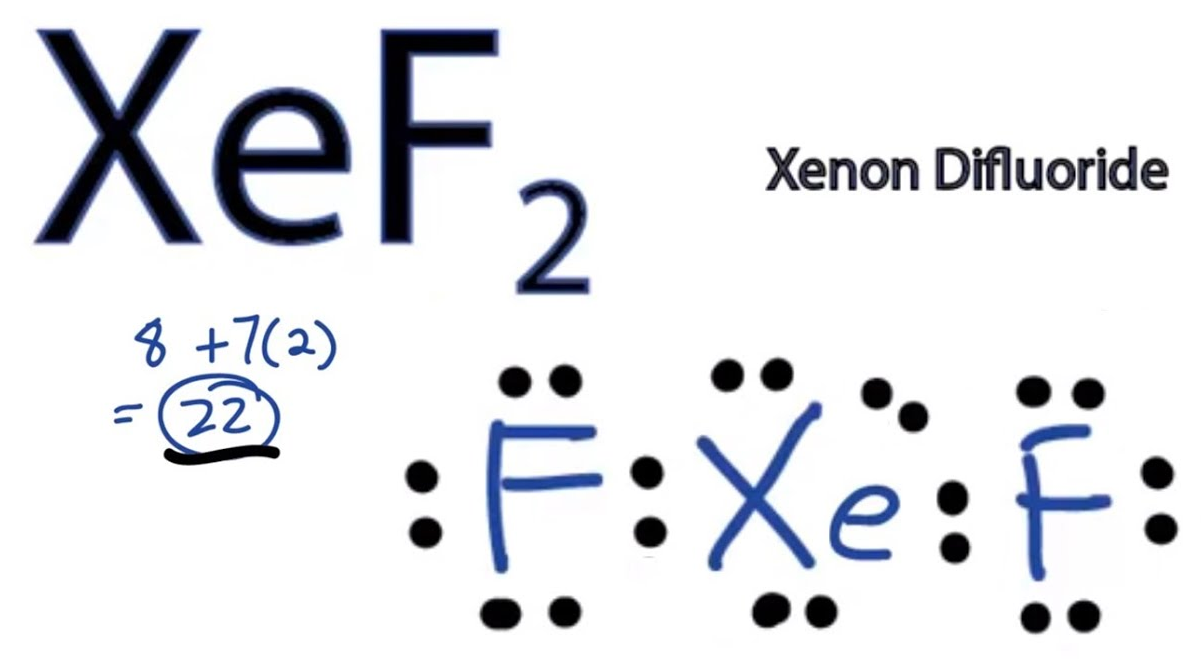 XeF₂
Xenon Difluoride
8 + 7(2)
= 22
F : Xe : F